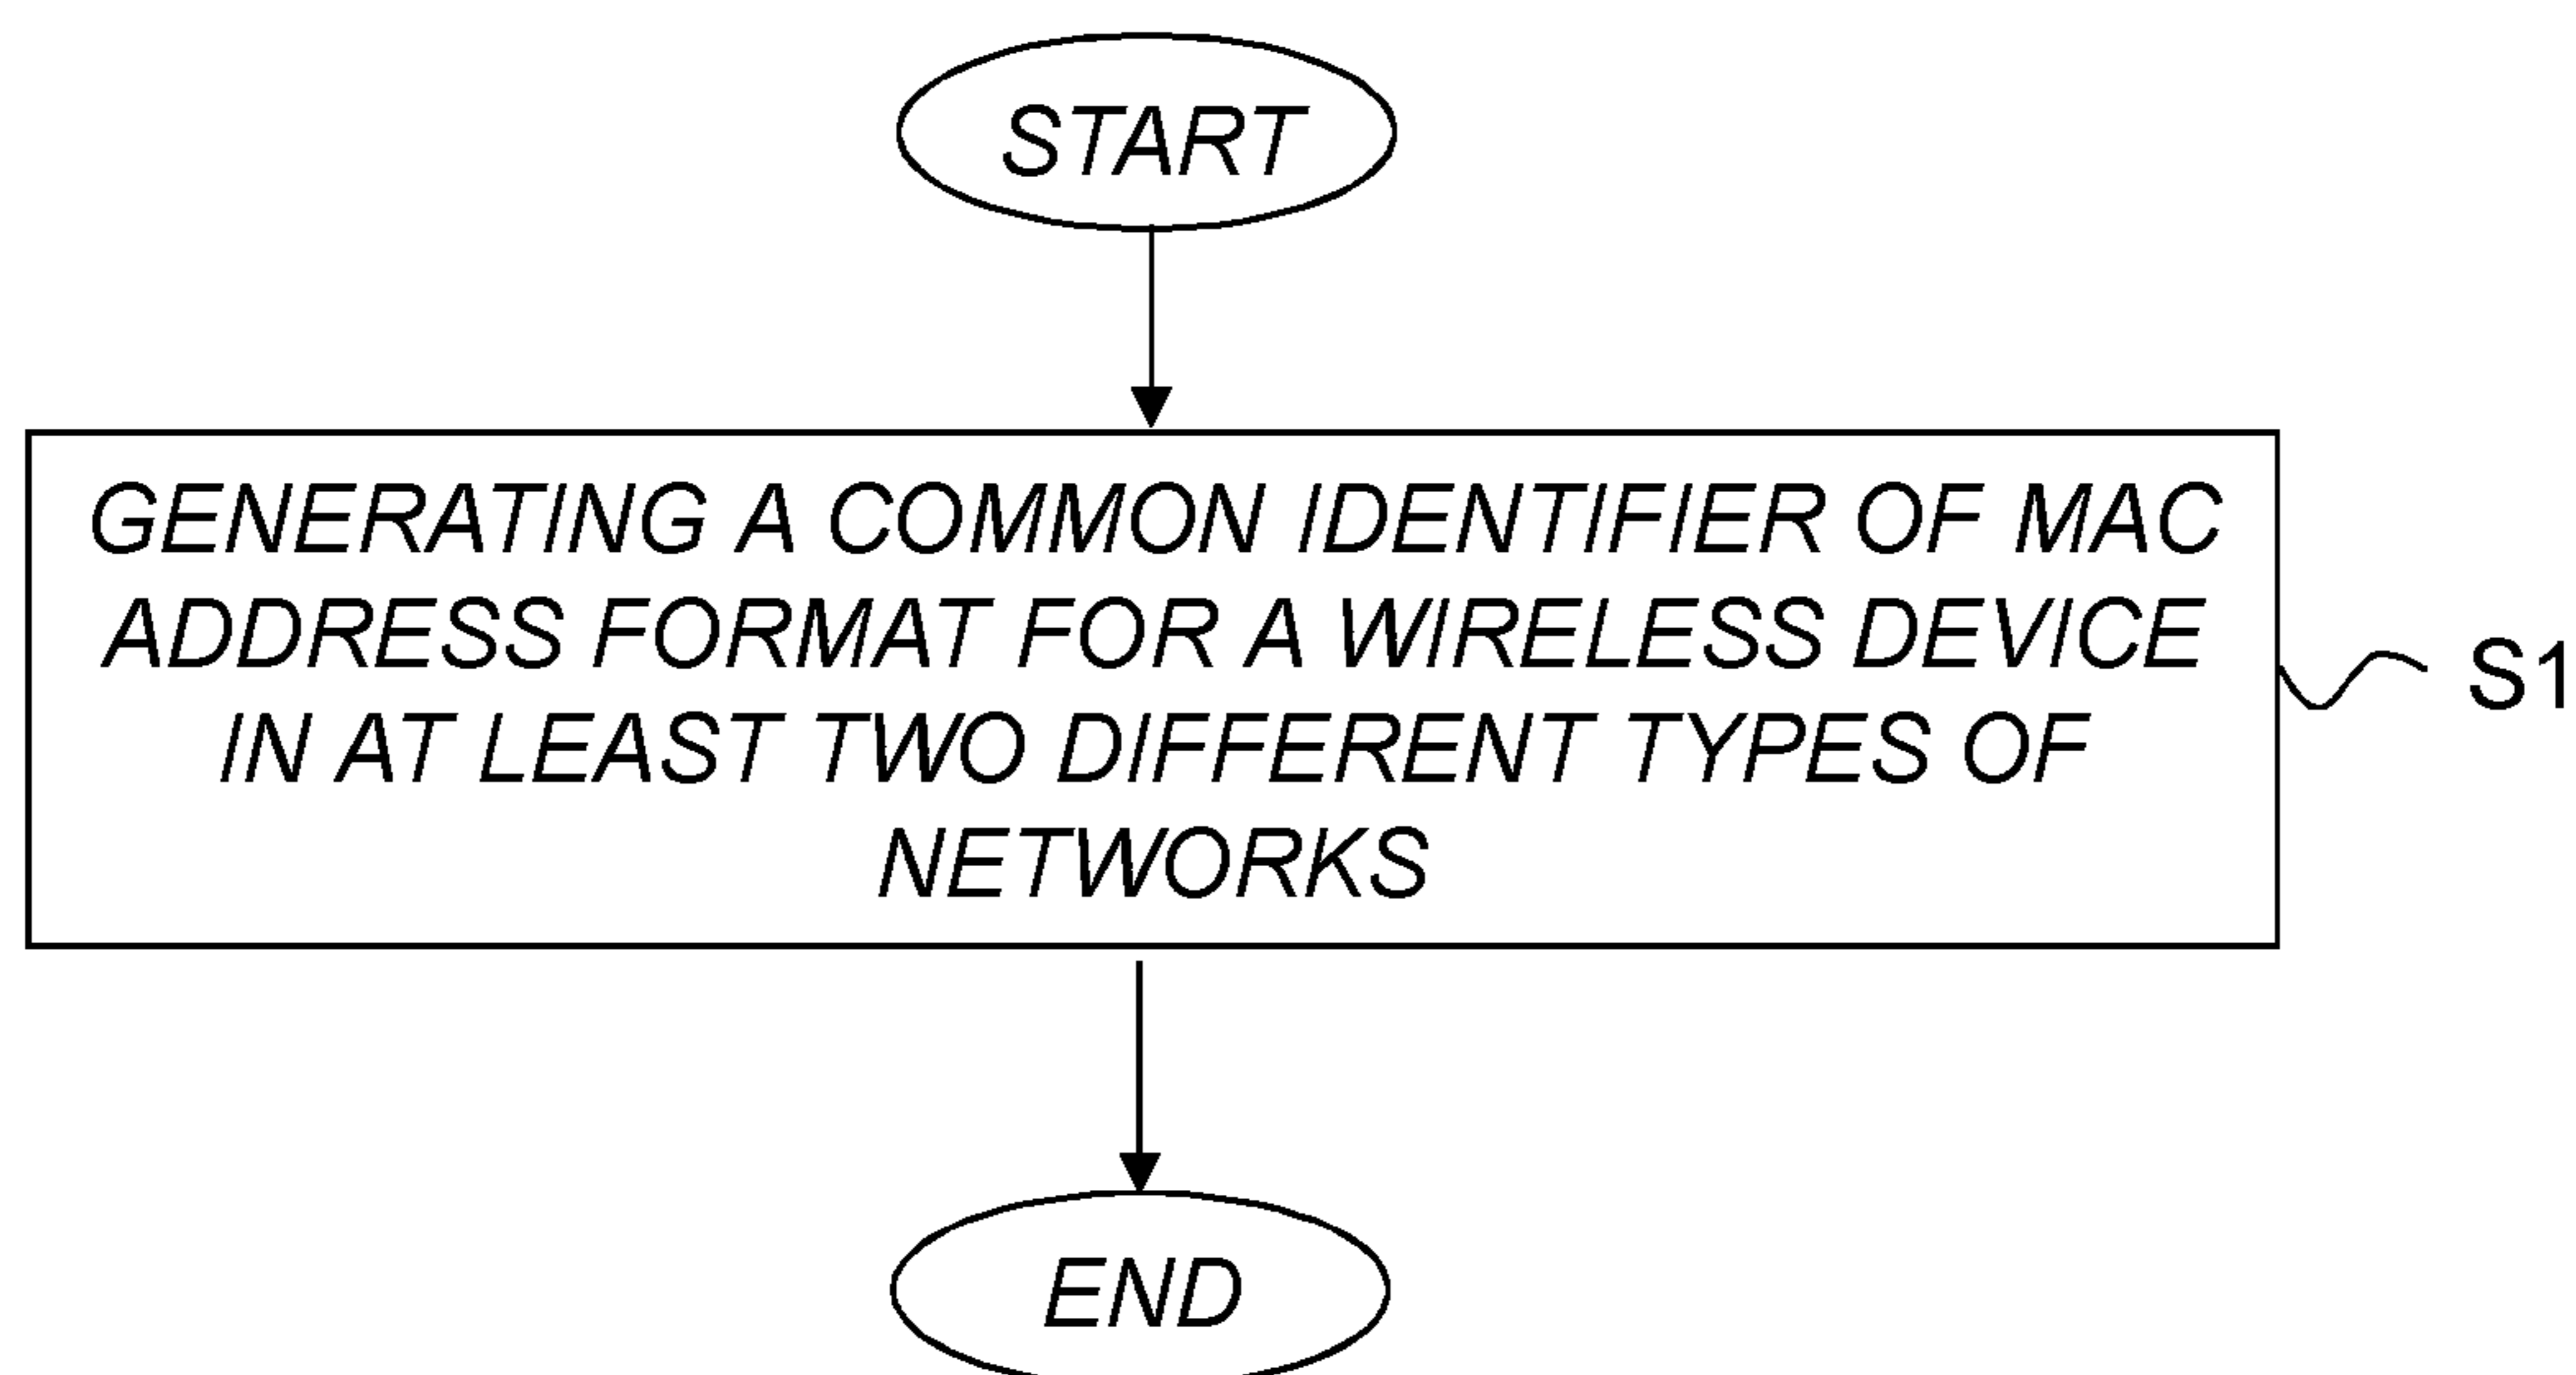 START
GENERATING A COMMON IDENTIFIER OF MAC
ADDRESS FORMAT FOR A WIRELESS DEVICE
IN AT LEAST TWO DIFFERENT TYPES OF
NETWORKS
S1
END